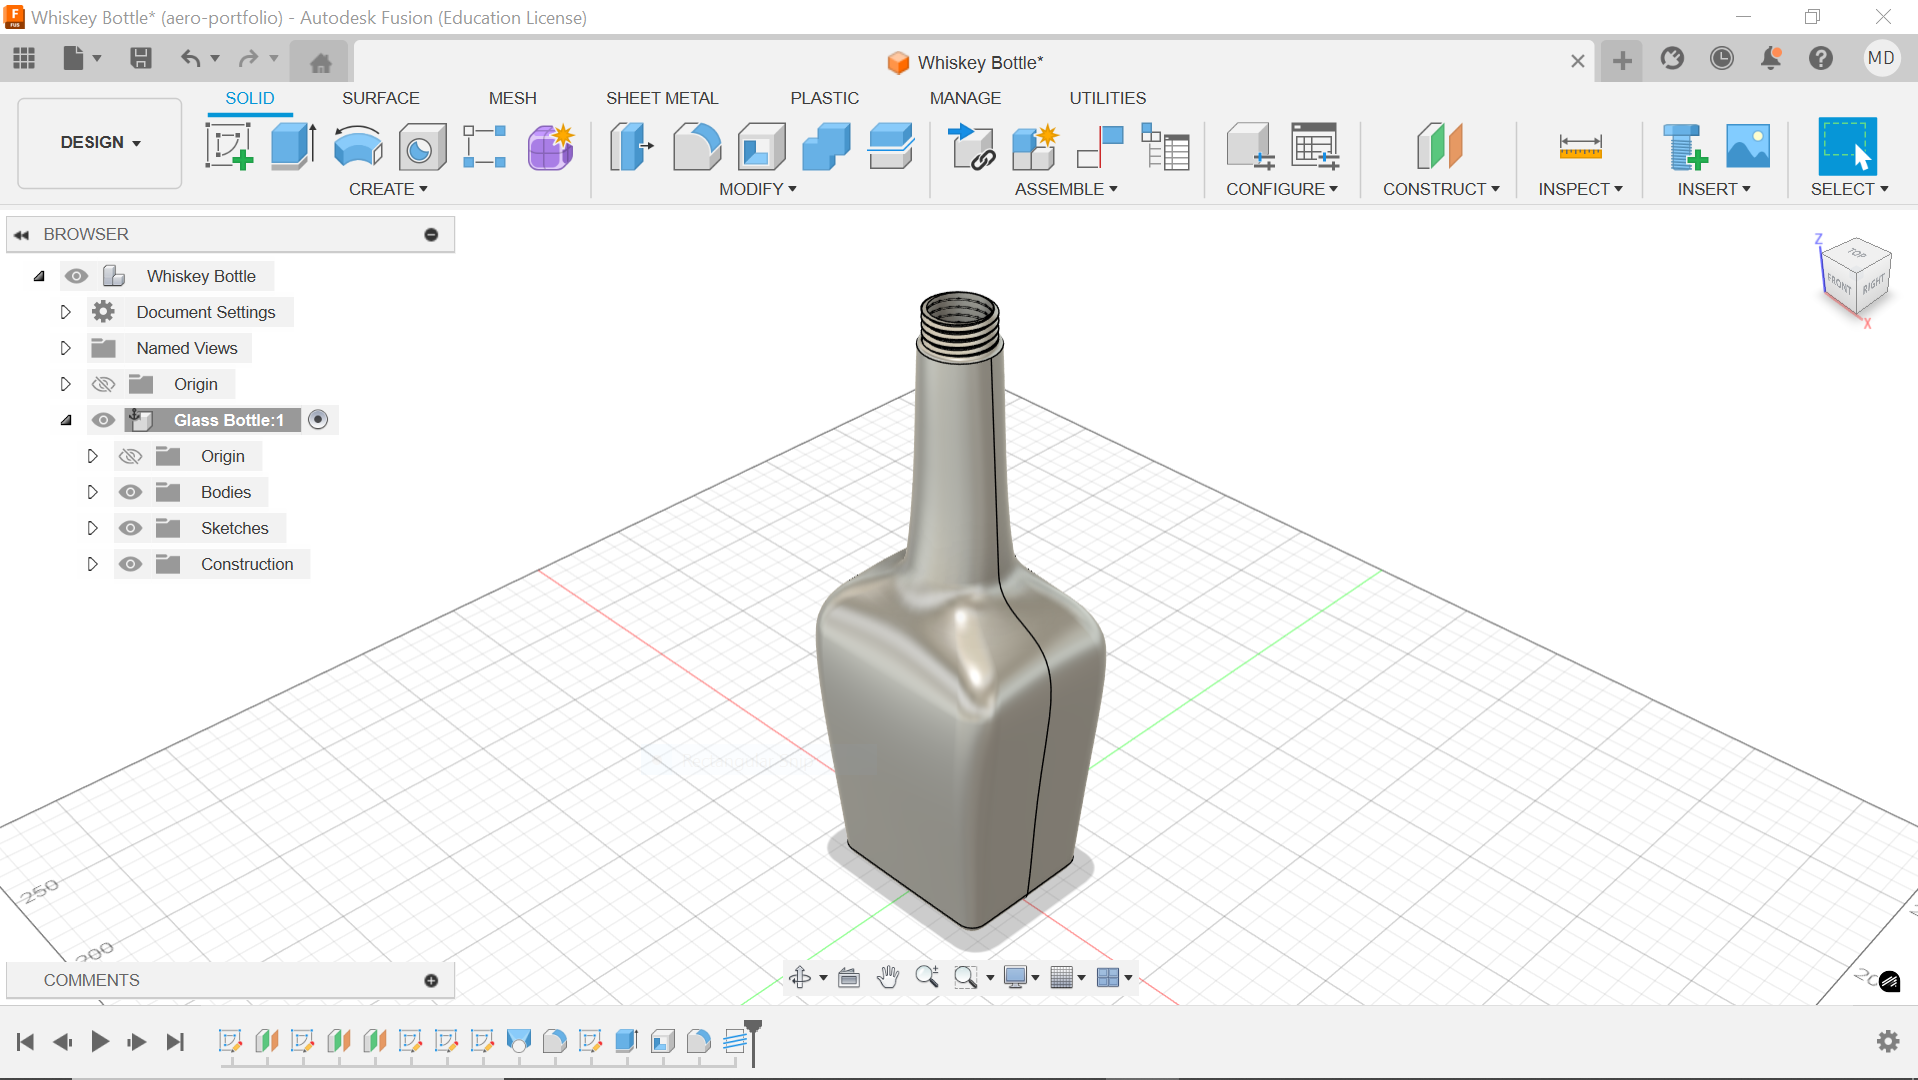 Whiskey Bottle* (aero-portfolio) - Autodesk Fusion (Education License)
Whiskey Bottle*
MD
DESIGN
SOLID
SURFACE
MESH
SHEET METAL
PLASTIC
MANAGE
UTILITIES
CREATE
MODIFY
ASSEMBLE
CONFIGURE
CONSTRUCT
INSPECT
INSERT
SELECT
BROWSER
Whiskey Bottle
Document Settings
Named Views
Origin
Glass Bottle:1
Origin
Bodies
Sketches
Construction
Z
TOP
FRONT
RIGHT
X
250
200
COMMENTS